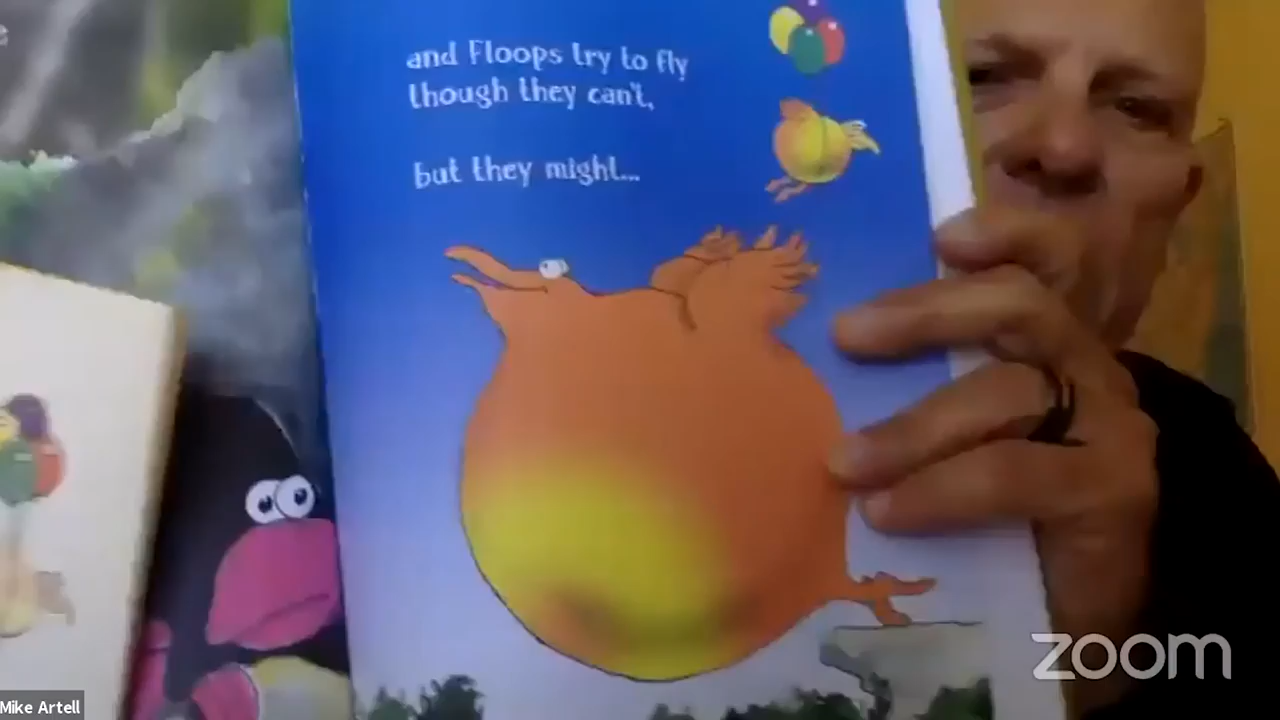 and Floops try to fly
though they can't,
but they might...
zoom
Mike Artell